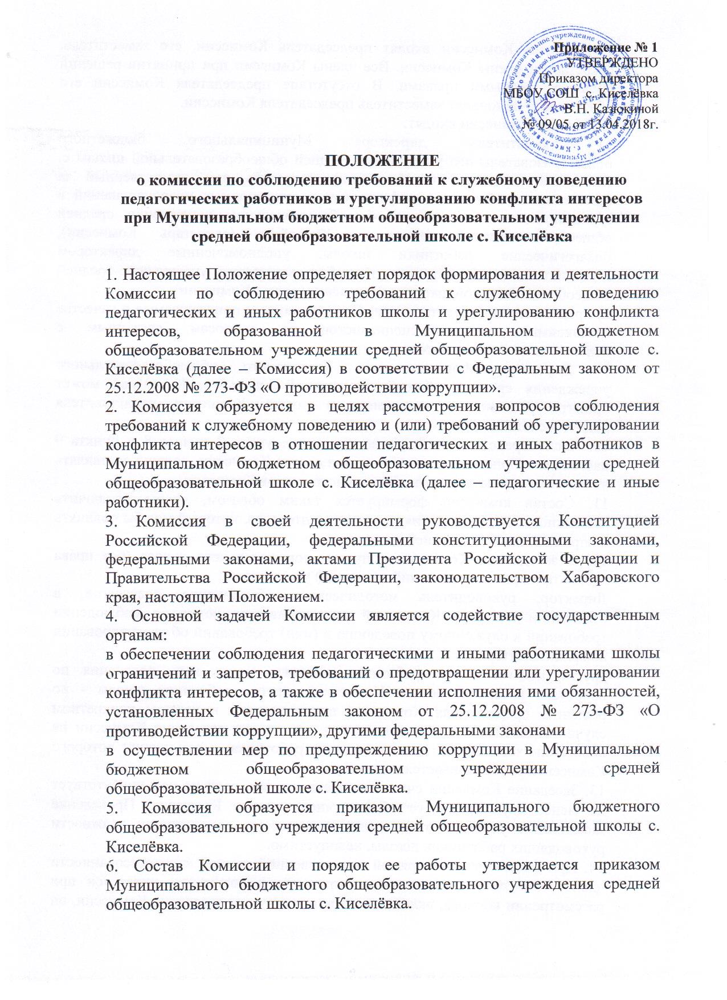 Приложение № 1
УТВЕРЖДЕНО
Приказом директора
МБОУ СОШ с. Киселёвка
В.Н. Казюкиной
№ 09/05 от 13.04.2018г.
ПОЛОЖЕНИЕ
о комиссии по соблюдению требований к служебному поведению
педагогических работников и урегулированию конфликта интересов
при Муниципальном бюджетном общеобразовательном учреждении
средней общеобразовательной школе с. Киселёвка
1. Настоящее Положение определяет порядок формирования и деятельности
Комиссии по соблюдению требований к служебному поведению
педагогических и иных работников школы и урегулированию конфликта
интересов, образованной в Муниципальном бюджетном
общеобразовательном учреждении средней общеобразовательной школе с.
Киселёвка (далее – Комиссия) в соответствии с Федеральным законом от
25.12.2008 № 273-ФЗ «О противодействии коррупции».
2. Комиссия образуется в целях рассмотрения вопросов соблюдения
требований к служебному поведению и (или) требований об урегулировании
конфликта интересов в отношении педагогических и иных работников в
Муниципальном бюджетном общеобразовательном учреждении средней
общеобразовательной школе с. Киселёвка (далее – педагогические и иные
работники).
3. Комиссия в своей деятельности руководствуется Конституцией
Российской Федерации, федеральными конституционными законами,
федеральными законами, актами Президента Российской Федерации и
Правительства Российской Федерации, законодательством Хабаровского
края, настоящим Положением.
4. Основной задачей Комиссии является содействие государственным
органам:
в обеспечении соблюдения педагогическими и иными работниками школы
ограничений и запретов, требований о предотвращении или урегулировании
конфликта интересов, а также в обеспечении исполнения ими обязанностей,
установленных Федеральным законом от 25.12.2008 № 273-ФЗ «О
противодействии коррупции», другими федеральными законами
в осуществлении мер по предупреждению коррупции в Муниципальном
бюджетном общеобразовательном учреждении средней
общеобразовательной школе с. Киселёвка.
5. Комиссия образуется приказом Муниципального бюджетного
общеобразовательного учреждения средней общеобразовательной школы с.
Киселёвка.
6. Состав Комиссии и порядок ее работы утверждается приказом
Муниципального бюджетного общеобразовательного учреждения средней
общеобразовательной школы с. Киселёвка.
МБОУ СОШ
с. Киселёвка